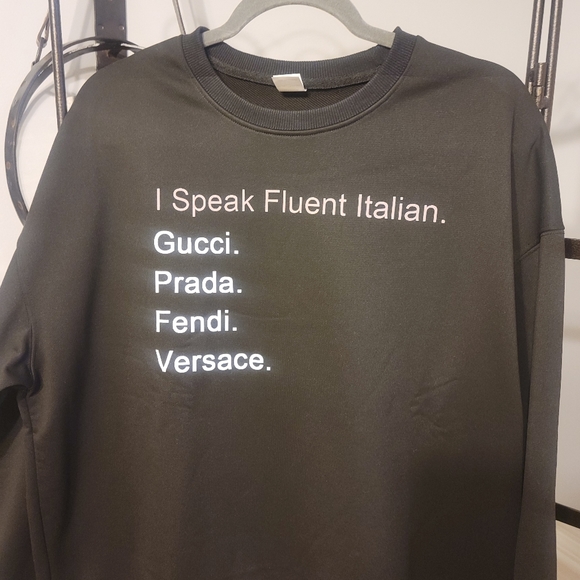 I Speak Fluent Italian.
Gucci.
Prada.
Fendi.
Versace.